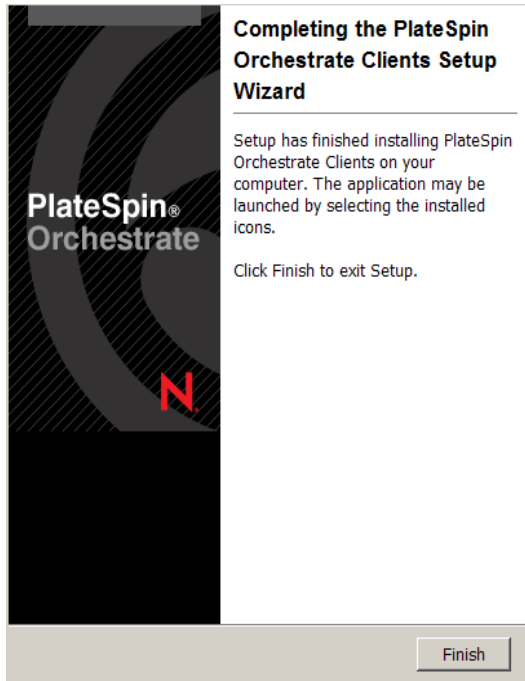 Completing the PlateSpin
Orchestrate Clients Setup
Wizard
Setup has finished installing PlateSpin
Orchestrate Clients on your
computer. The application may be
launched by selecting the installed
icons.
Click Finish to exit Setup.
PlateSpin®
Orchestrate
N
Finish